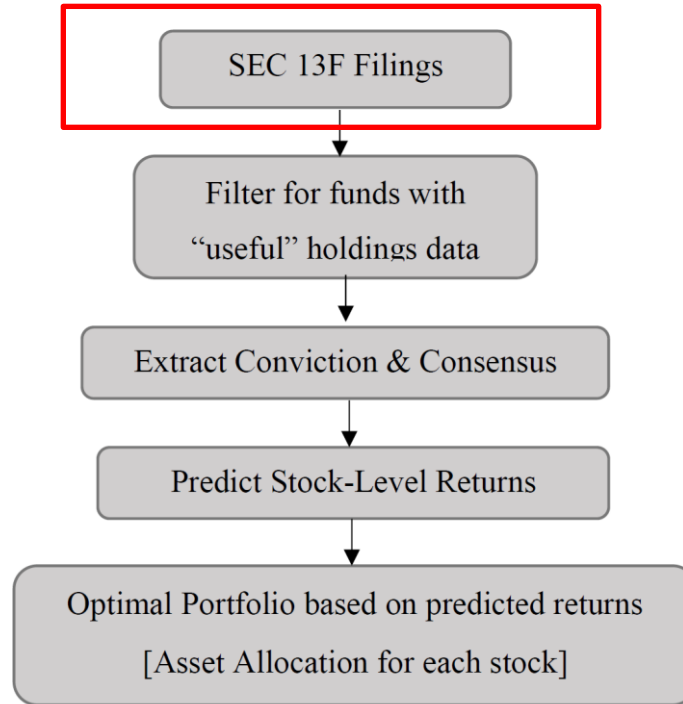 SEC 13F Filings
Filter for funds with
“useful” holdings data
Extract Conviction & Consensus
Predict Stock-Level Returns
Optimal Portfolio based on predicted returns
[Asset Allocation for each stock]